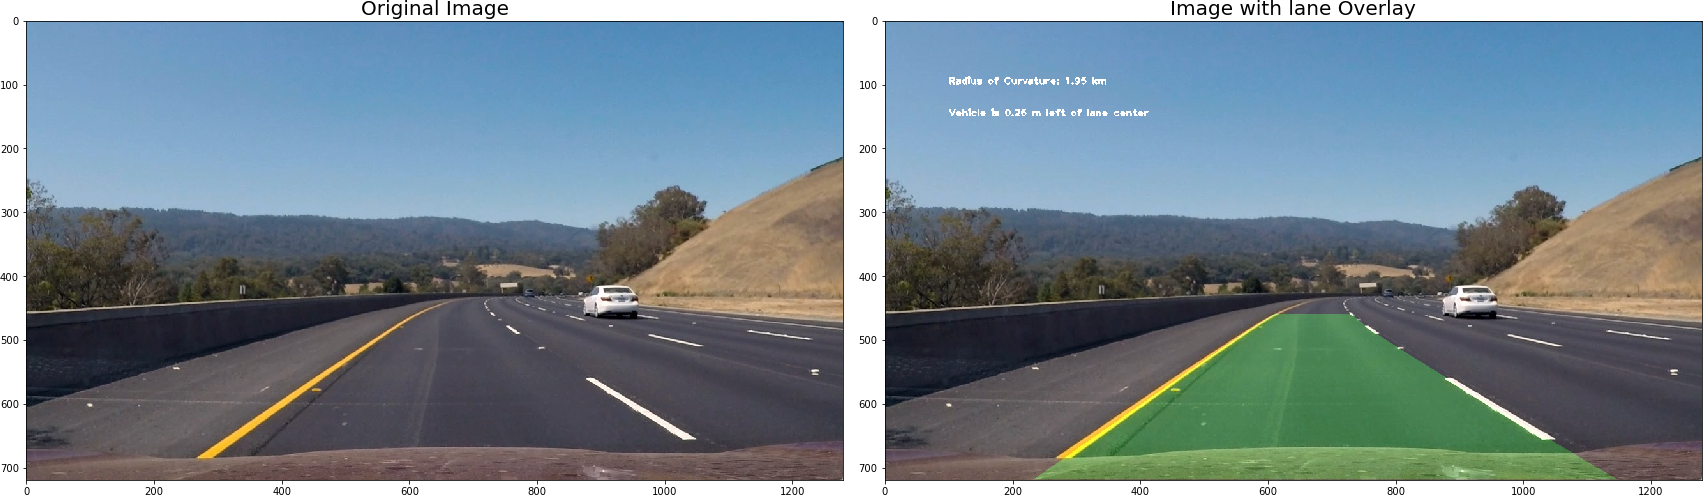 Original Image
Image with lane Overlay
0
100
200
300
400
500
600
700
0 200 400 600 800 1000 1200
0
100
200
300
400
500
600
700
0 200 400 600 800 1000 1200
Radius of Curvature: 1.95 km
Vehicle is 0.26 m left of lane center